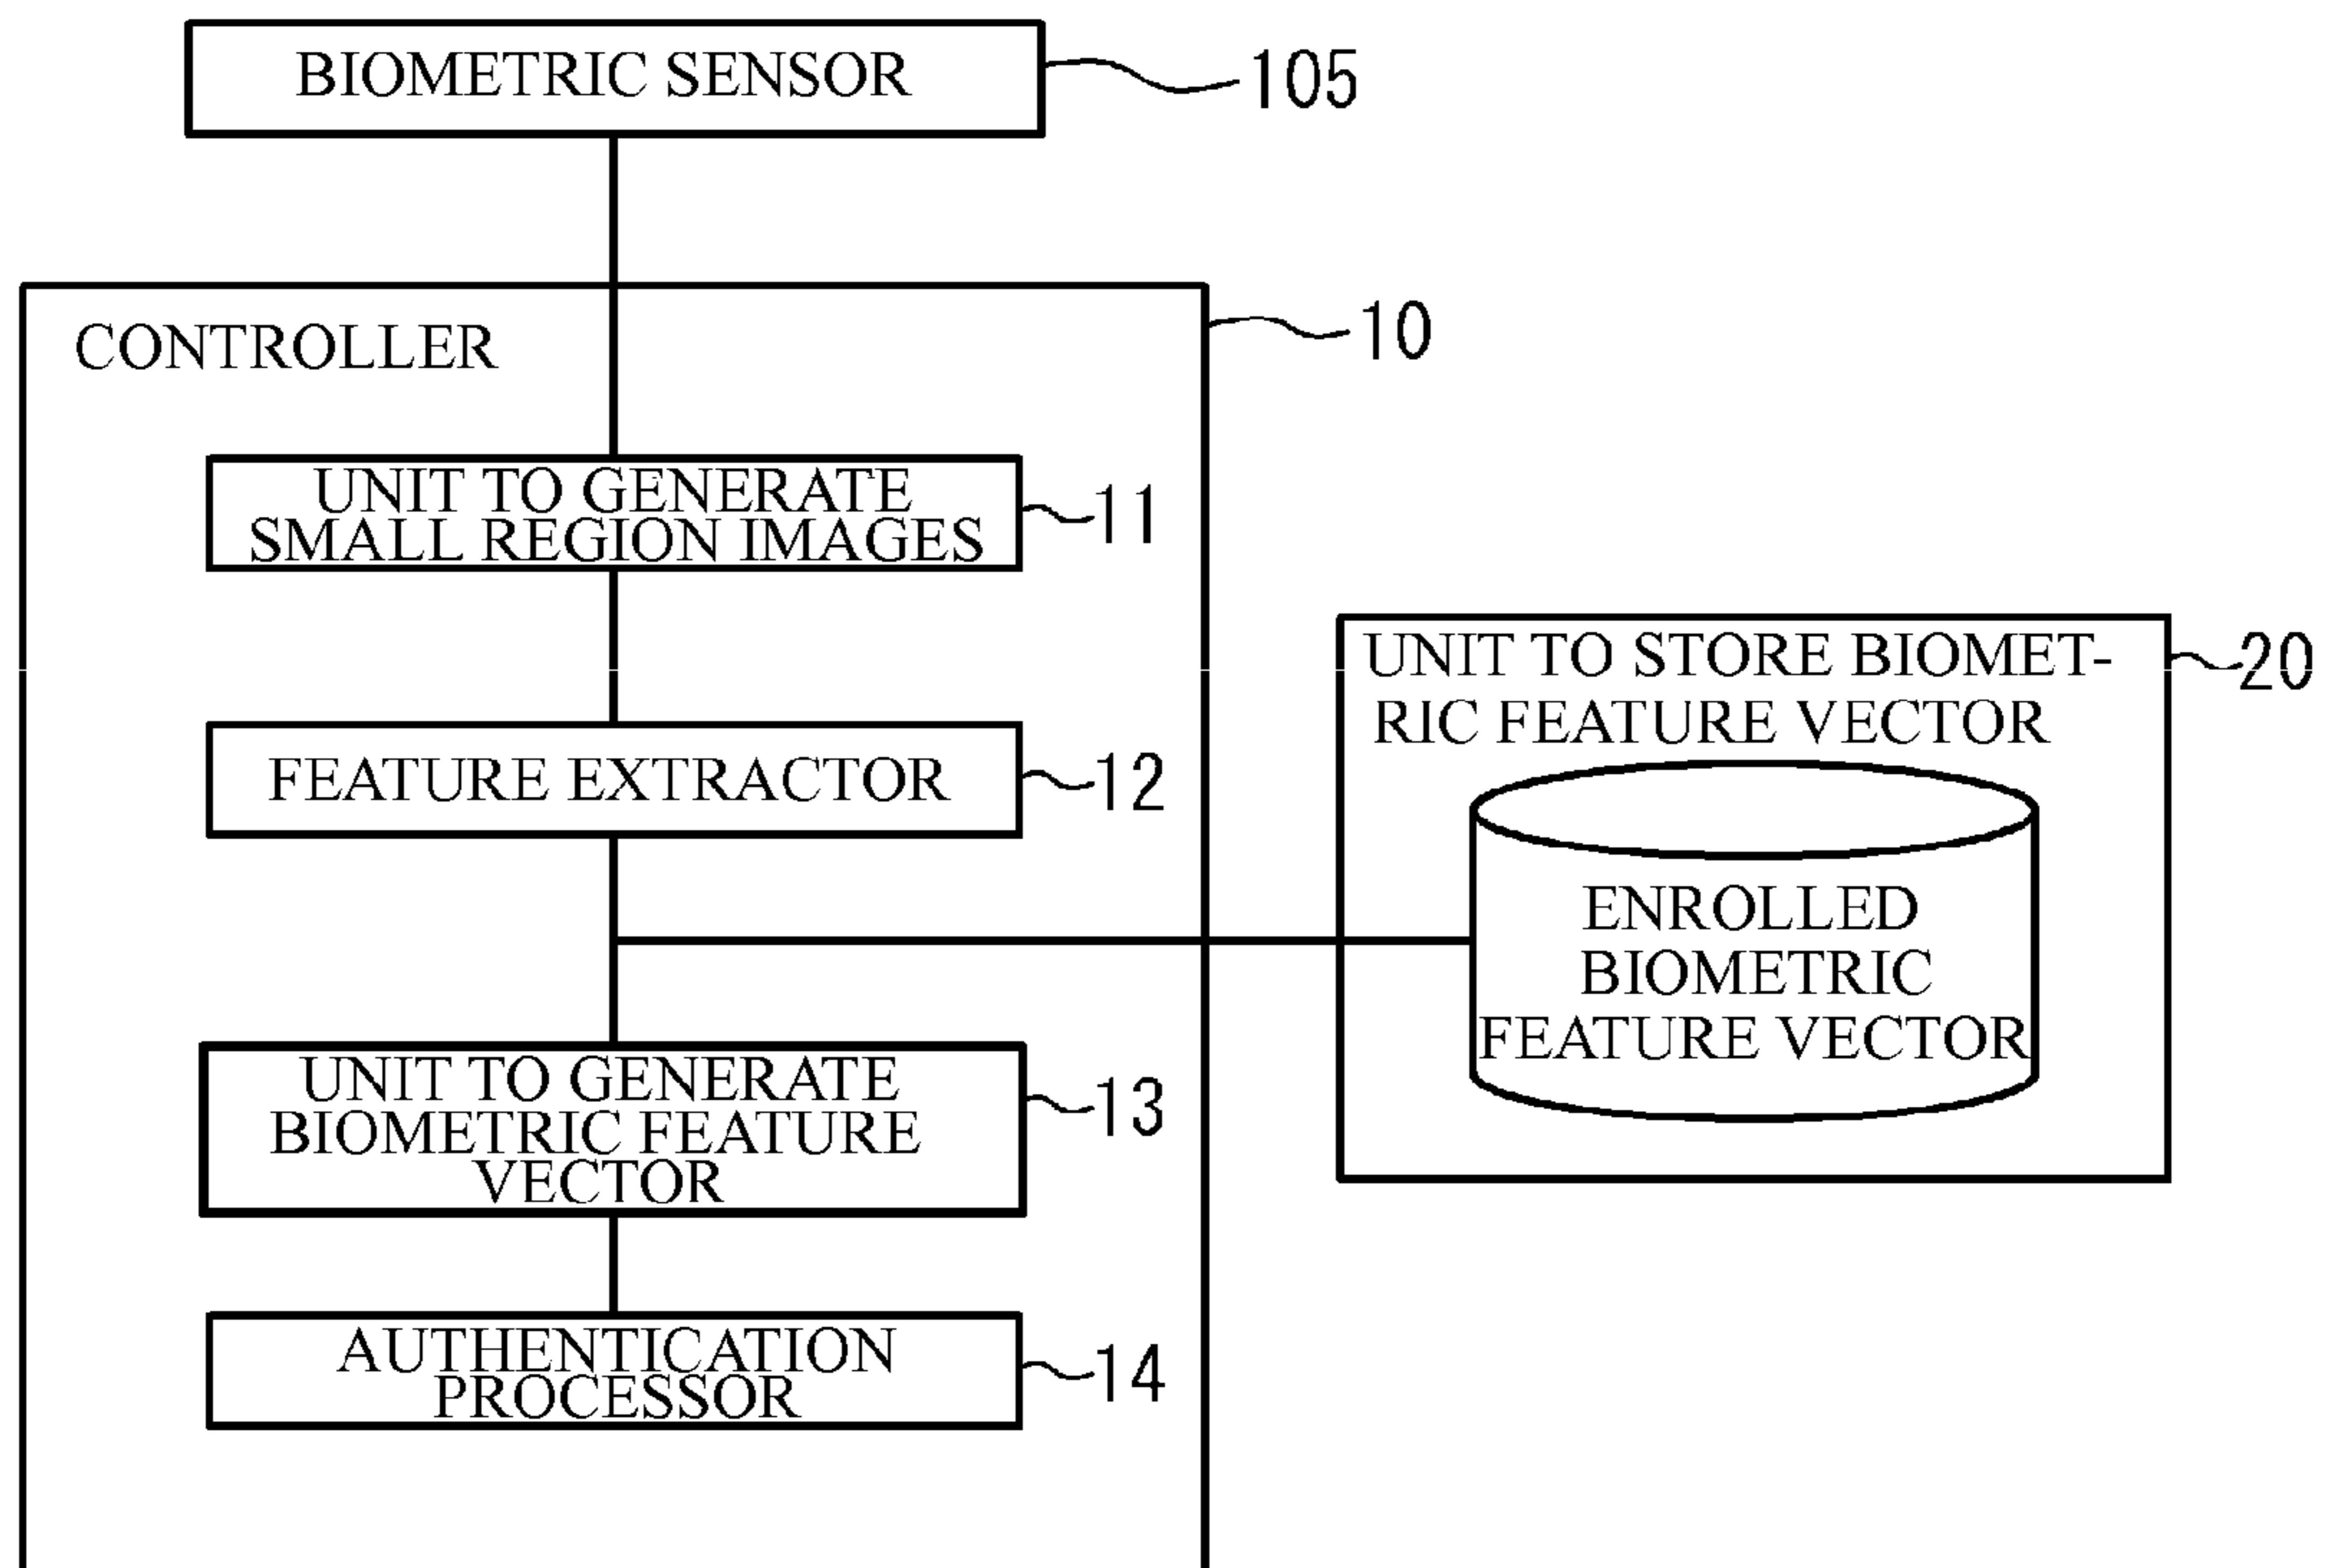 BIOMETRIC SENSOR
105
CONTROLLER
10
UNIT TO GENERATE
SMALL REGION IMAGES
11
UNIT TO STORE BIOMET-
RIC FEATURE VECTOR
20
FEATURE EXTRACTOR
12
ENROLLED
BIOMETRIC
FEATURE VECTOR
UNIT TO GENERATE
BIOMETRIC FEATURE
VECTOR
13
AUTHENTICATION
PROCESSOR
14